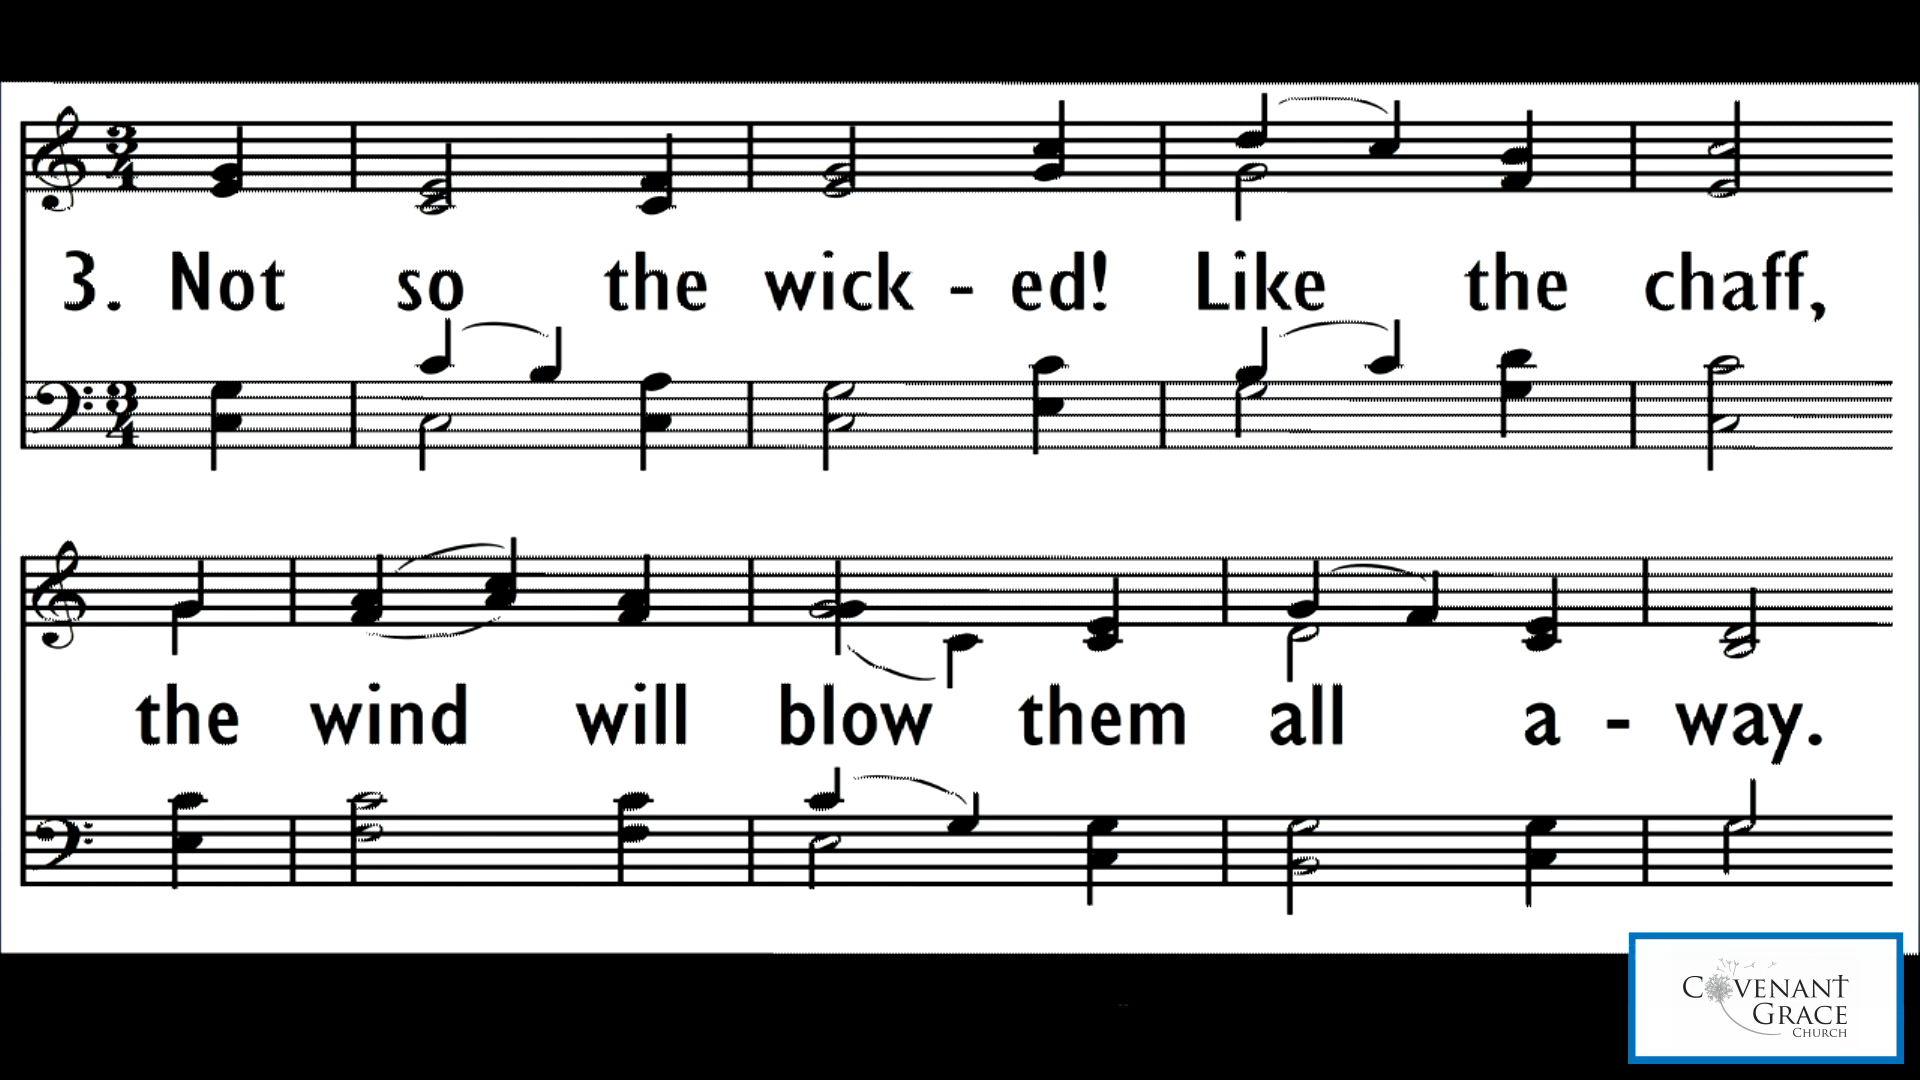 3. Not so the wick - ed! Like the chaff,
the wind will blow them all a - way.
COVENANT
GRACE
CHURCH